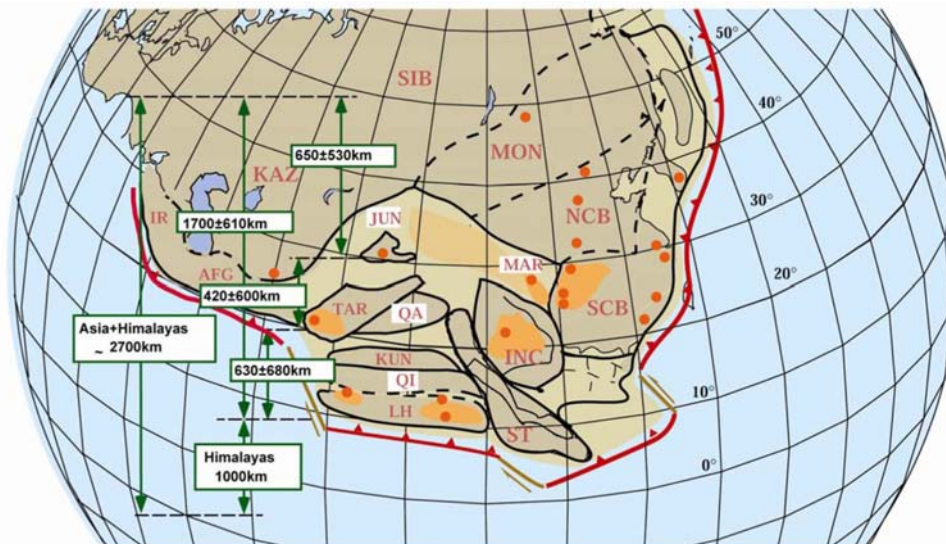 50°
SIB
40°
MON
650±530km
KAZ
30°
IR
NCB
1700±610km
JUN
MAR
20°
AFG
420±600km
TAR
QA
SCB
Asia+Himalayas
~ 2700km
INC
KUN
630±680km
QI
10°
LH
ST
Himalayas
1000km
0°